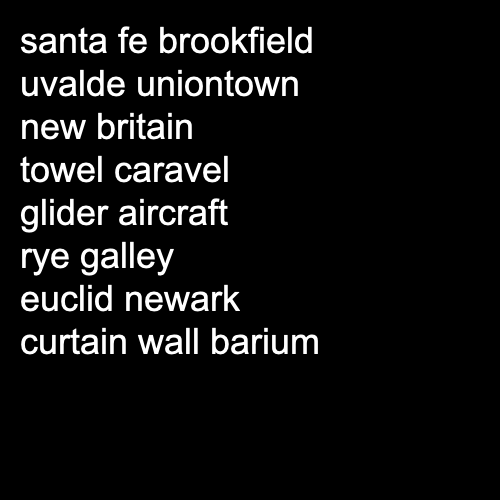 santa fe brookfield
uvalde uniontown
new britain
towel caravel
glider aircraft
rye galley
euclid newark
curtain wall barium